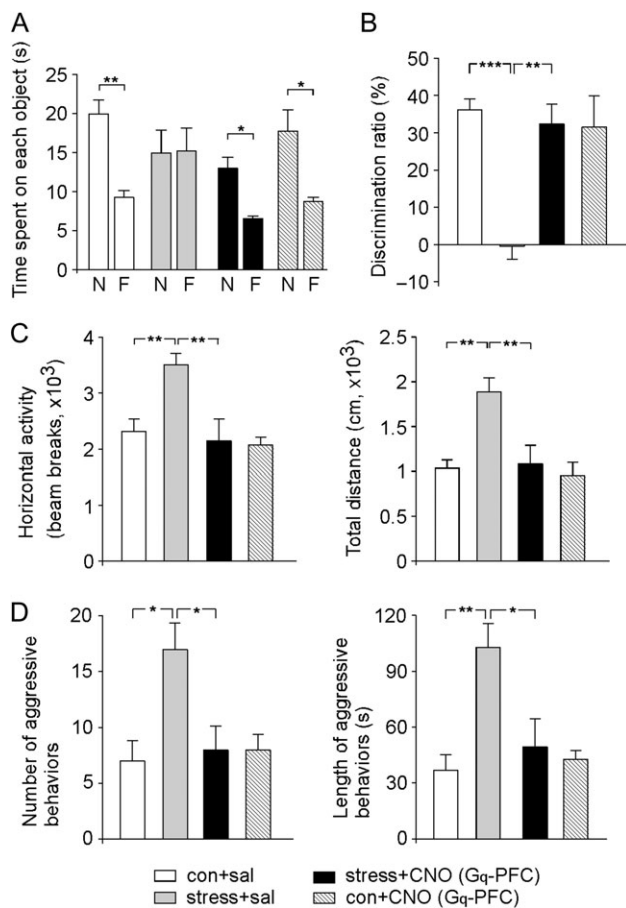 A
Time spent on each object (s)
25
20
15
10
5
0
**
*
*
N F N F N F N F
B
Discrimination ratio (%)
50
40
30
20
10
0
−10
*** **
C
Horizontal activity
(beam breaks, x10³)
4
3
2
0
** **
Total distance (cm, x10³)
2.5
2
1
0.5
0
** **
D
Number of aggressive
behaviors
20
15
10
5
0
* *
Length of aggressive
behaviors (s)
120
90
60
30
0
** *
con+sal
stress+sal
stress+CNO (Gq-PFC)
con+CNO (Gq-PFC)